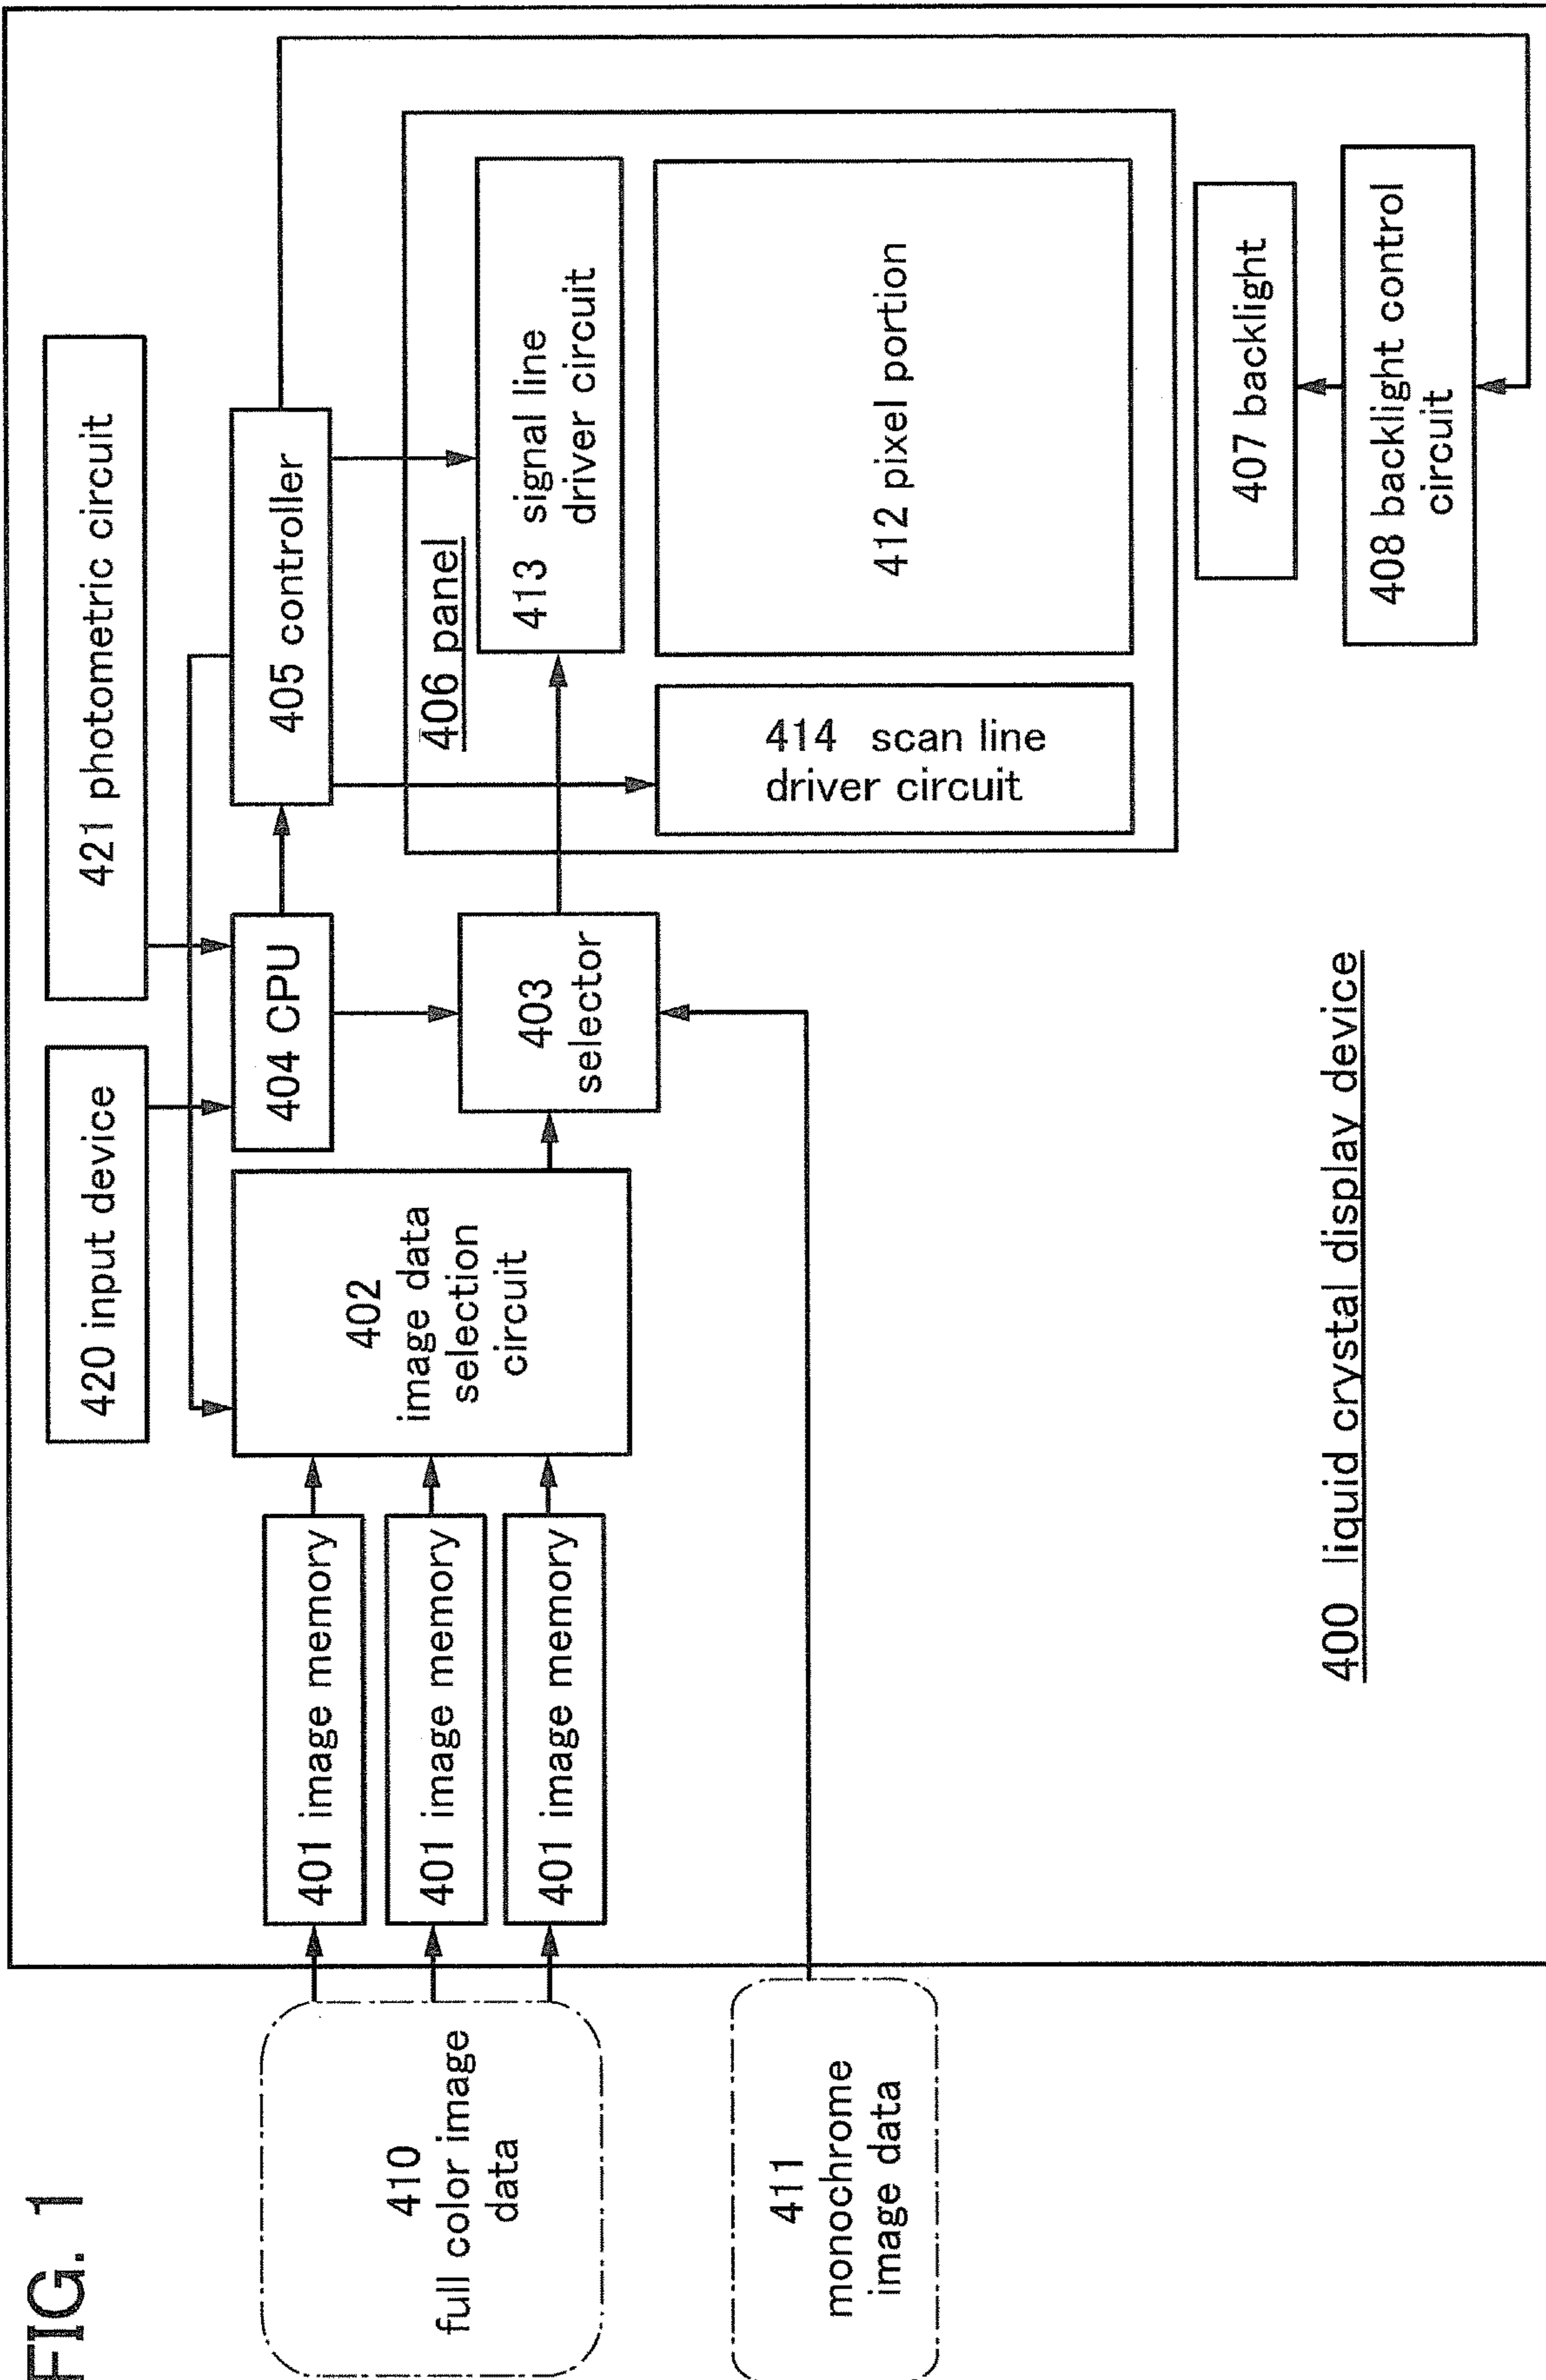 FIG. 1
410
full color image
data
411
monochrome
image data
401 image memory
401 image memory
401 image memory
420 input device
402
image data
selection
circuit
421 photometric circuit
404 CPU
403
selector
405 controller
406 panel
413 signal line
driver circuit
414 scan line
driver circuit
412 pixel portion
407 backlight
408 backlight control
circuit
400 liquid crystal display device